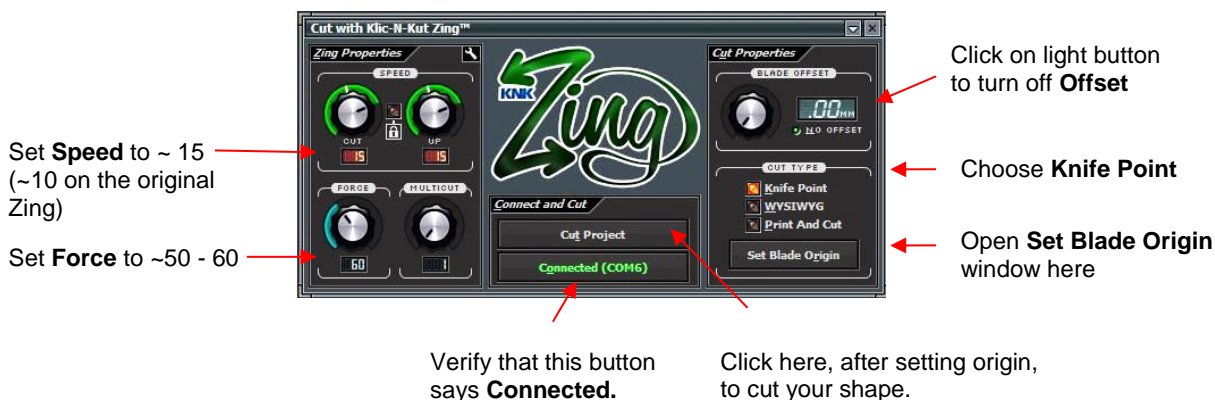 Cut with Klic-N-Kut Zing™
Zing Properties
SPEED
CUT
UP
15
15
FORCE
MULTICUT
60
1
KNK
Zing
Connect and Cut
Cut Project
Connected (COM6)
Cut Properties
BLADE OFFSET
.00MM
NO OFFSET
CUT TYPE
Knife Point
WYSIWYG
Print And Cut
Set Blade Origin
Set Speed to ~ 15
(~10 on the original
Zing)
Set Force to ~50 - 60
Click on light button
to turn off Offset
Choose Knife Point
Open Set Blade Origin
window here
Verify that this button
says Connected.
Click here, after setting origin,
to cut your shape.